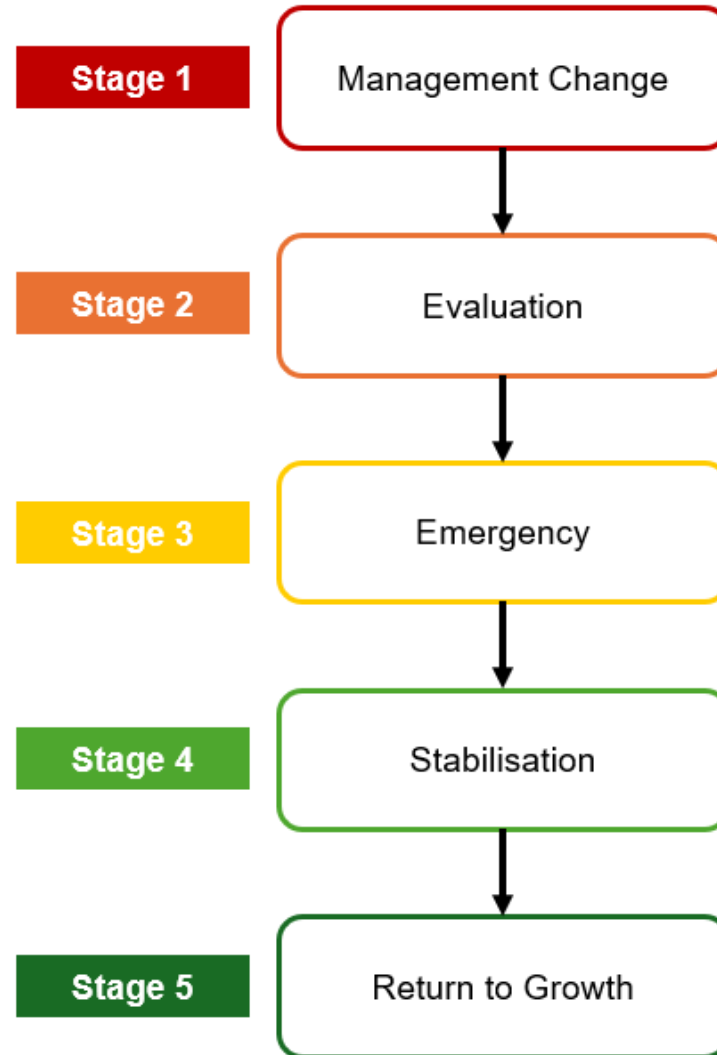 Stage 1
Management Change
Stage 2
Evaluation
Stage 3
Emergency
Stage 4
Stabilisation
Stage 5
Return to Growth